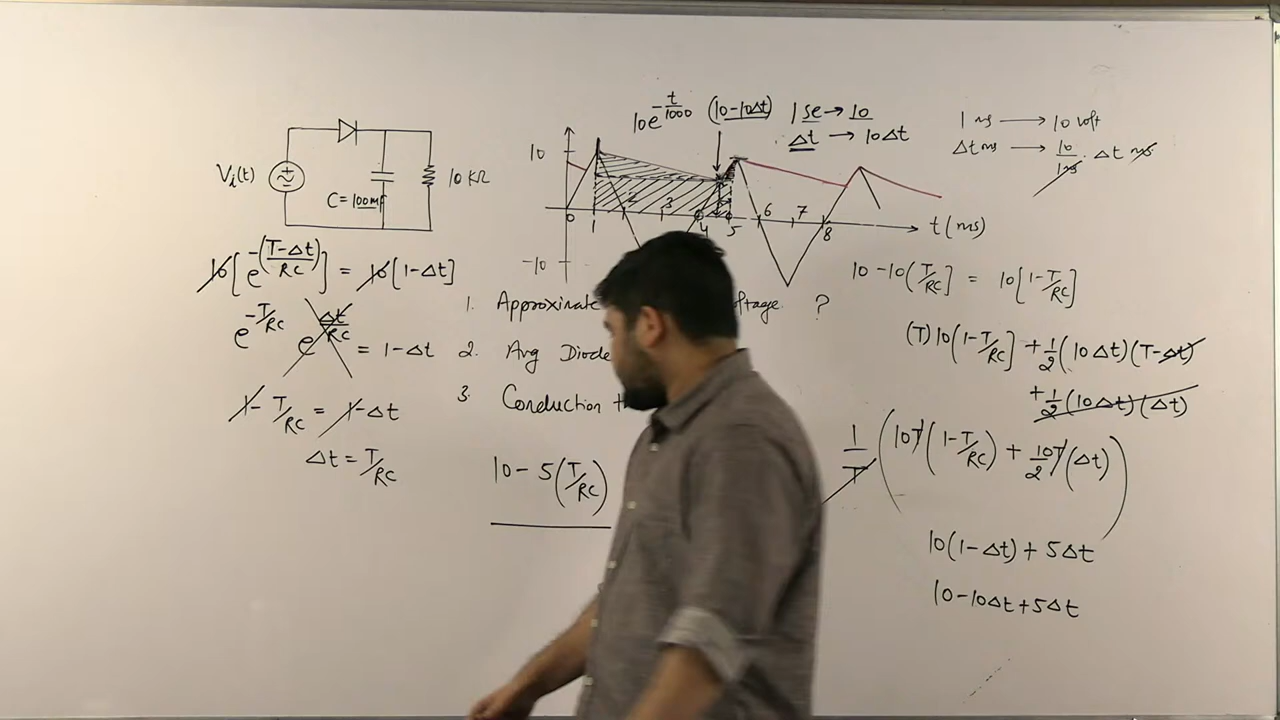 10e^(-t/1000) (10-10Δt)
1 se → 10
Δt → 10Δt
1 ms → 10 volt
Δt ms → 10/1ms · Δt ms
Vi(t)
C = 100mF
10 KΩ
10
-10
0 1 2 3 4 5 6 7 8
t (ms)
10[e^(-(T-Δt)/RC)] = 10[1-Δt]
e^(-T/RC) e^(Δt/RC) = 1-Δt
1 - T/RC = 1-Δt
Δt = T/RC
1. Approximate
oltage ?
2. Avg Diode
3. Conduction
10 - 5(T/RC)
10 - 10(T/RC] = 10[1-T/RC]
(T) 10(1-T/RC] + 1/2(10Δt)(T-Δt)
+ 1/2(10Δt)(Δt)
1/T (10T(1-T/RC) + 10T/2(Δt))
10(1-Δt) + 5Δt
10-10Δt+5Δt